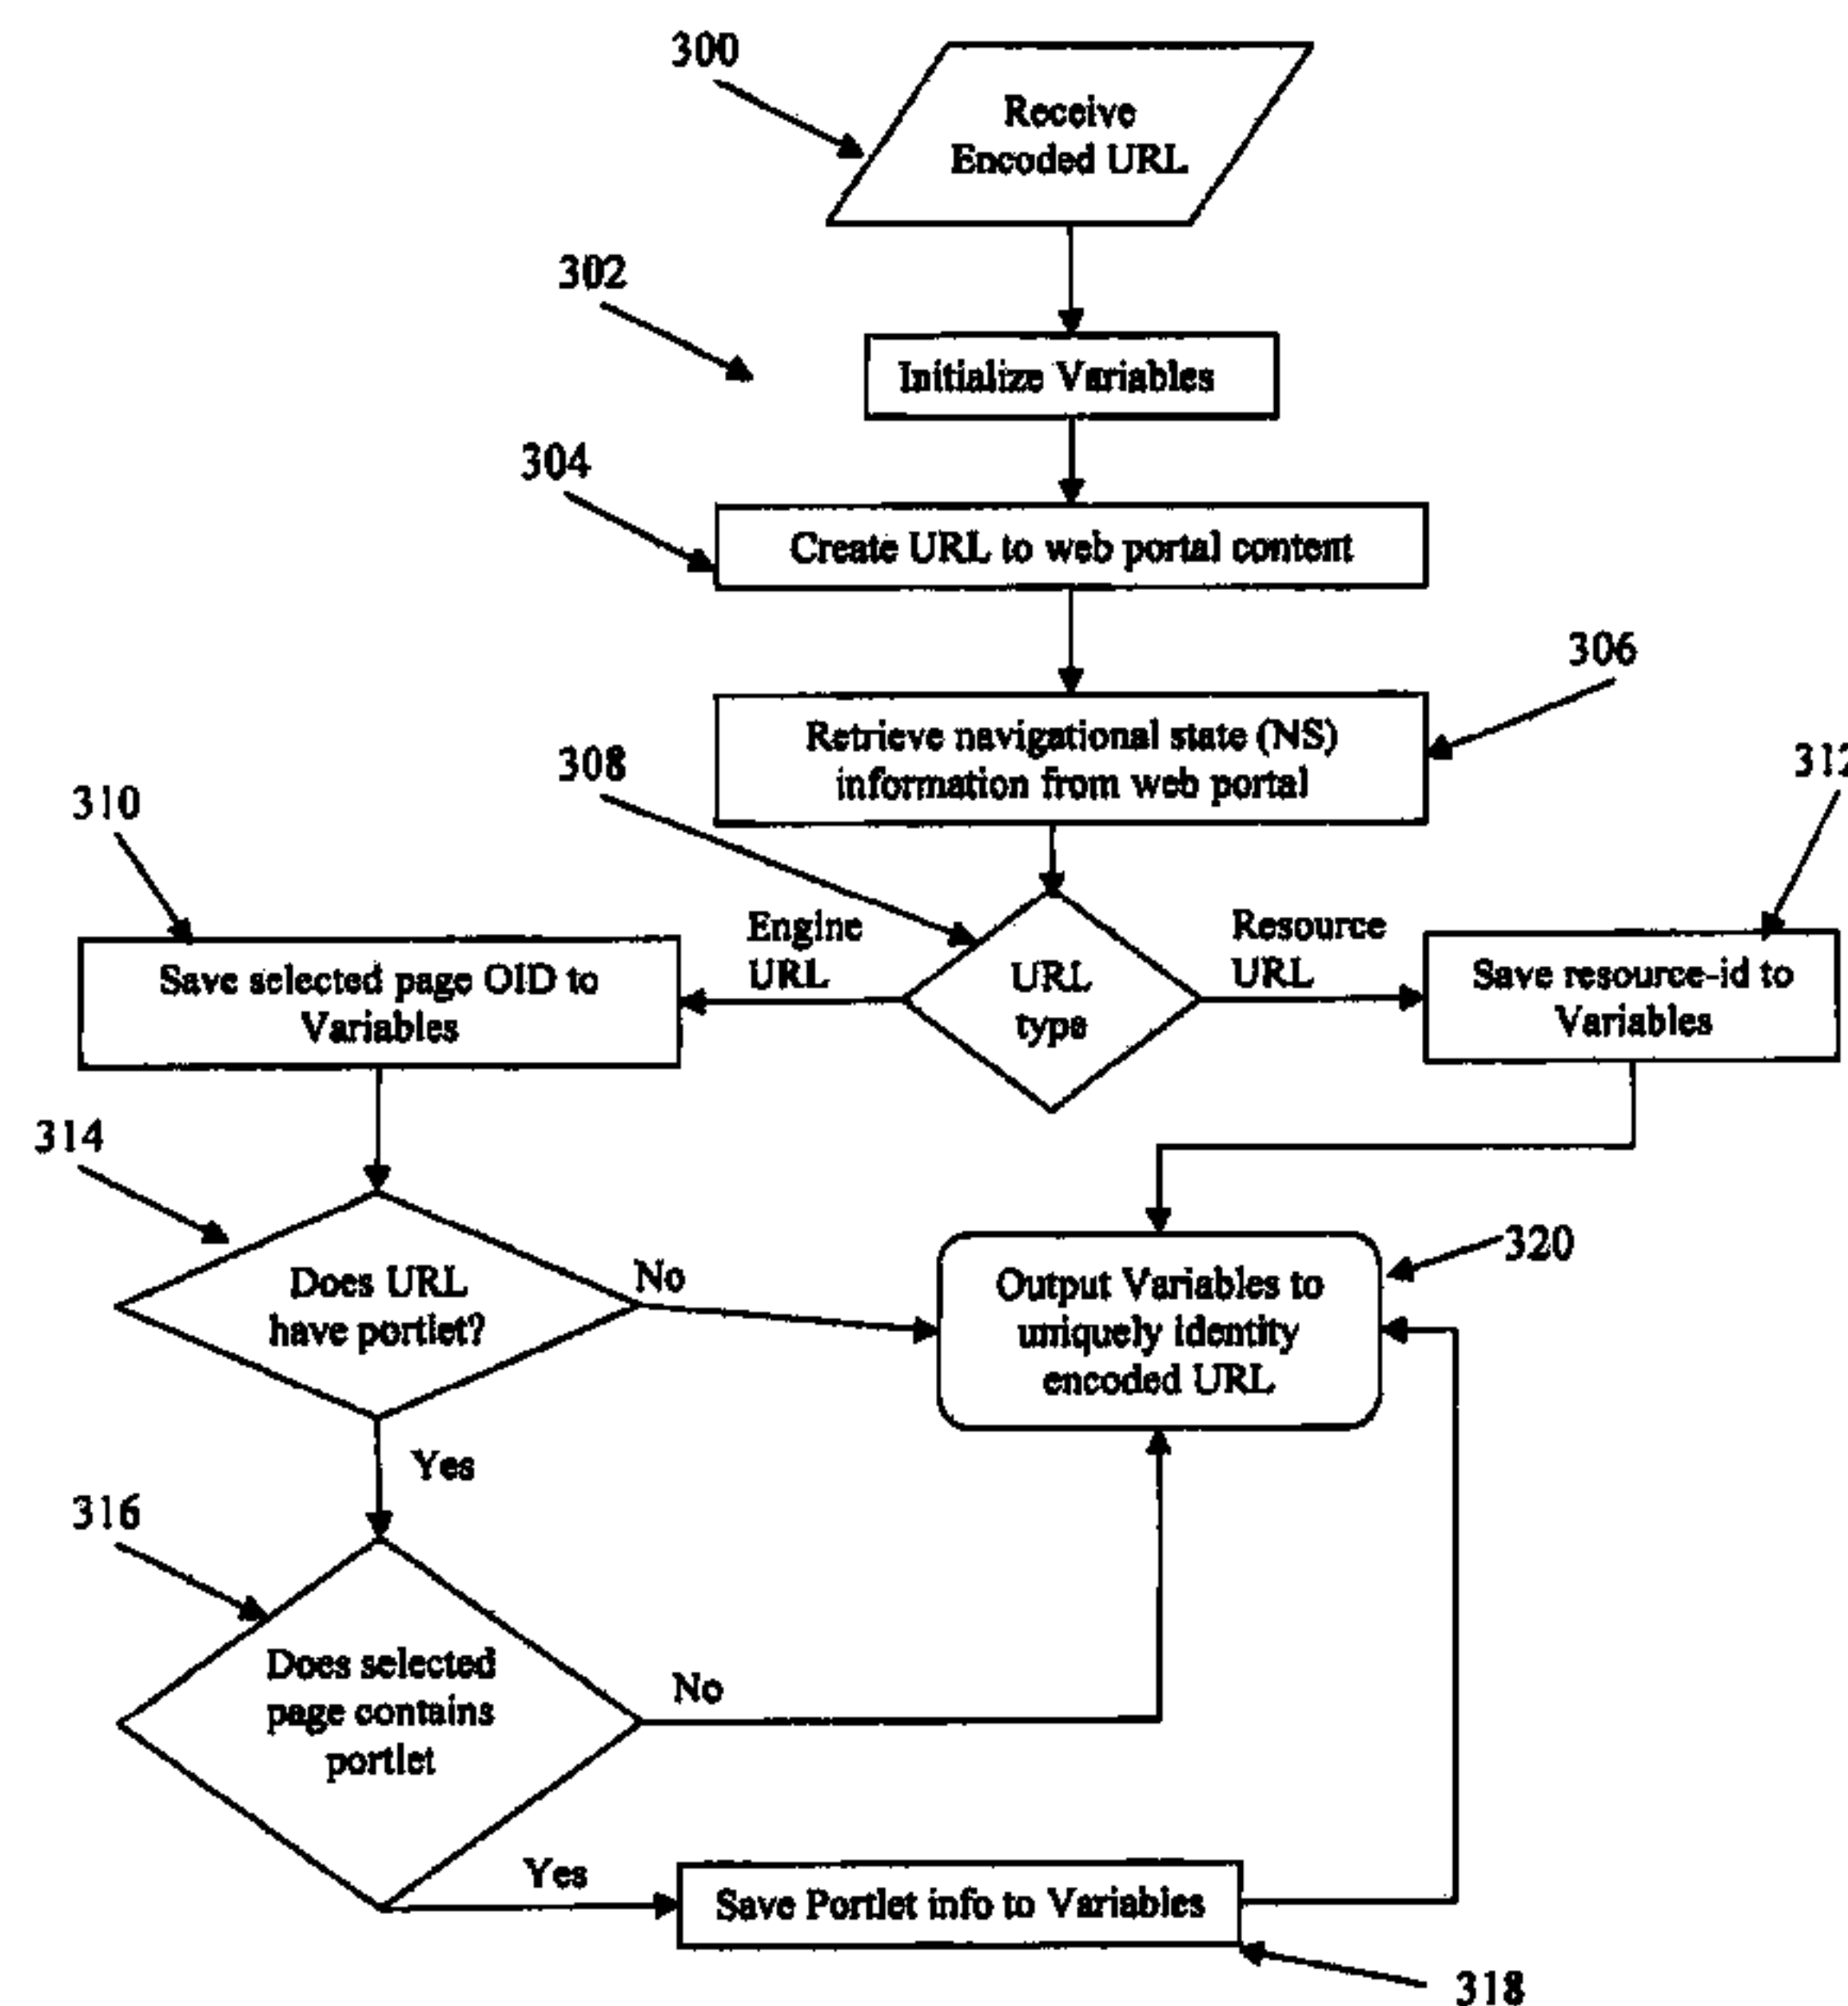 300
Receive
Encoded URL
302
Initialize Variables
304
Create URL to web portal content
306
Retrieve navigational state (NS)
information from web portal
308
312
310
Engine
URL
Resource
URL
Save selected page OID to
Variables
URL
type
Save resource-id to
Variables
314
320
Does URL
have portlet?
No
Output Variables to
uniquely identity
encoded URL
Yes
316
Does selected
page contains
portlet
No
Yes
Save Portlet info to Variables
318